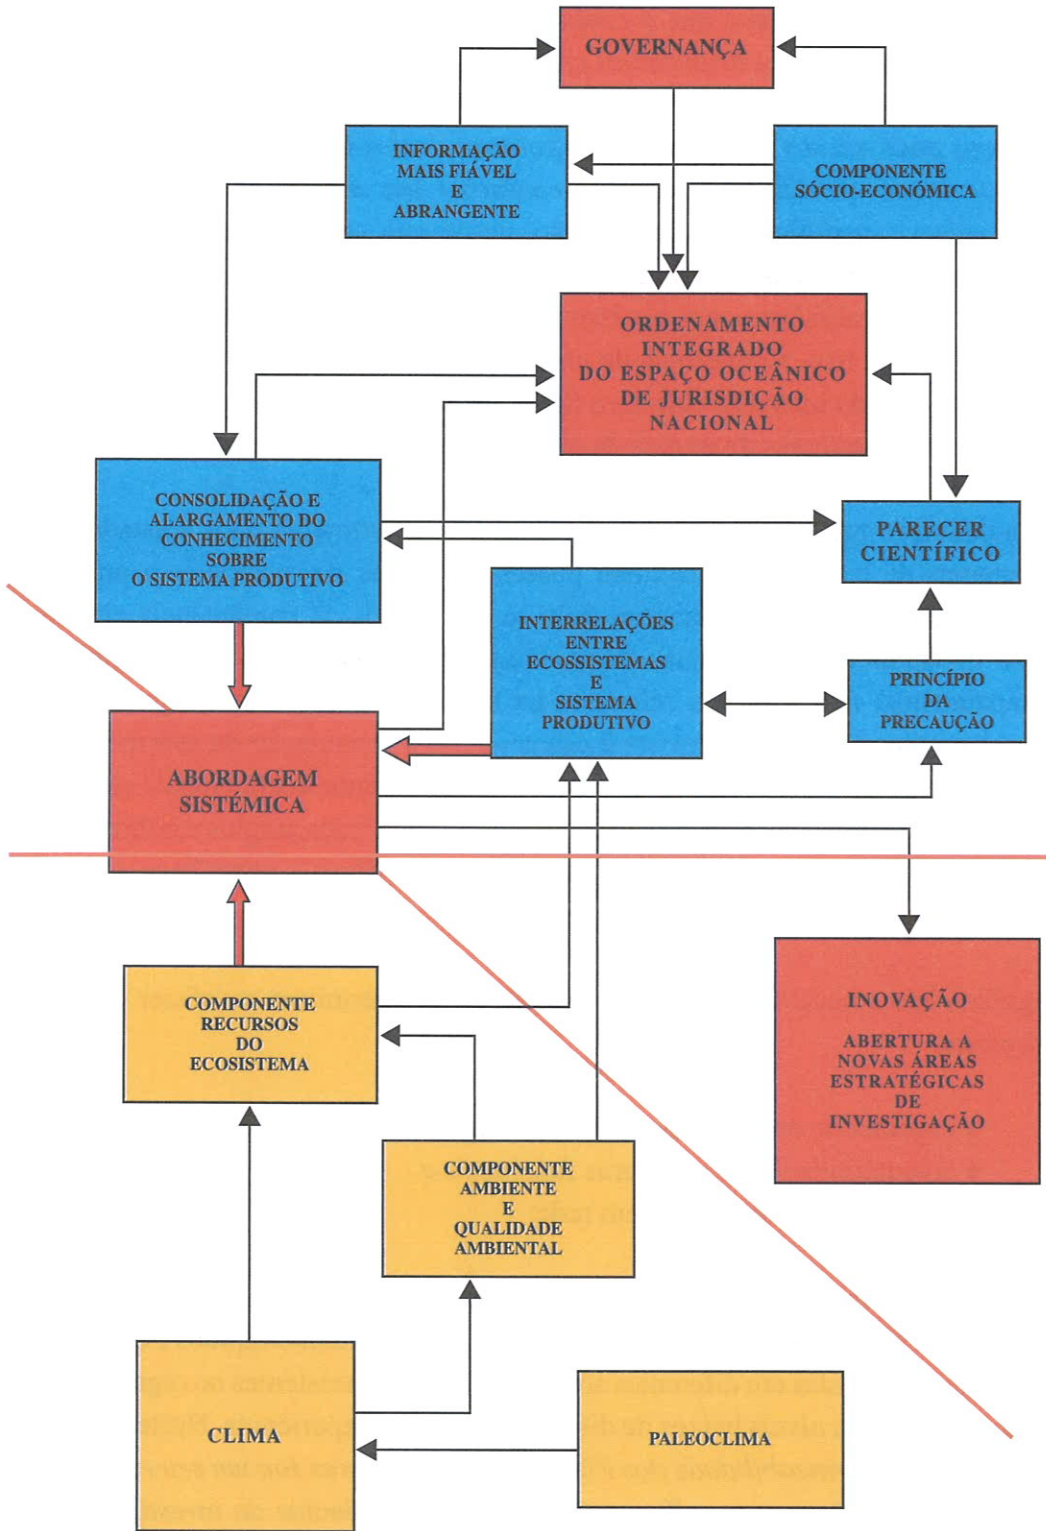 GOVERNANÇA
INFORMAÇÃO
MAIS FIÁVEL
E
ABRANGENTE
COMPONENTE
SÓCIO-ECONÓMICA
ORDENAMENTO
INTEGRADO
DO ESPAÇO OCEÂNICO
DE JURISDIÇÃO
NACIONAL
CONSOLIDAÇÃO E
ALARGAMENTO DO
CONHECIMENTO
SOBRE
O SISTEMA PRODUTIVO
PARECER
CIENTÍFICO
INTERRELAÇÕES
ENTRE
ECOSSISTEMAS
E
SISTEMA
PRODUTIVO
PRINCÍPIO
DA
PRECAUÇÃO
ABORDAGEM
SISTÉMICA
COMPONENTE
RECURSOS
DO
ECOSISTEMA
INOVAÇÃO
ABERTURA A
NOVAS ÁREAS
ESTRATÉGICAS
DE
INVESTIGAÇÃO
COMPONENTE
AMBIENTE
E
QUALIDADE
AMBIENTAL
CLIMA
PALEOCLIMA